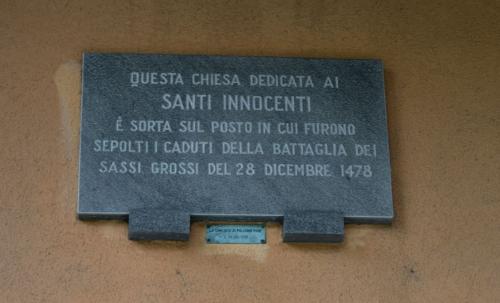 QUESTA CHIESA DEDICATA AI
SANTI INNOCENTI
É SORTA SUL POSTO IN CUI FURONO
SEPOLTI I CADUTI DELLA BATTAGLIA DEI
SASSI GROSSI DEL 28 DICEMBRE 1478